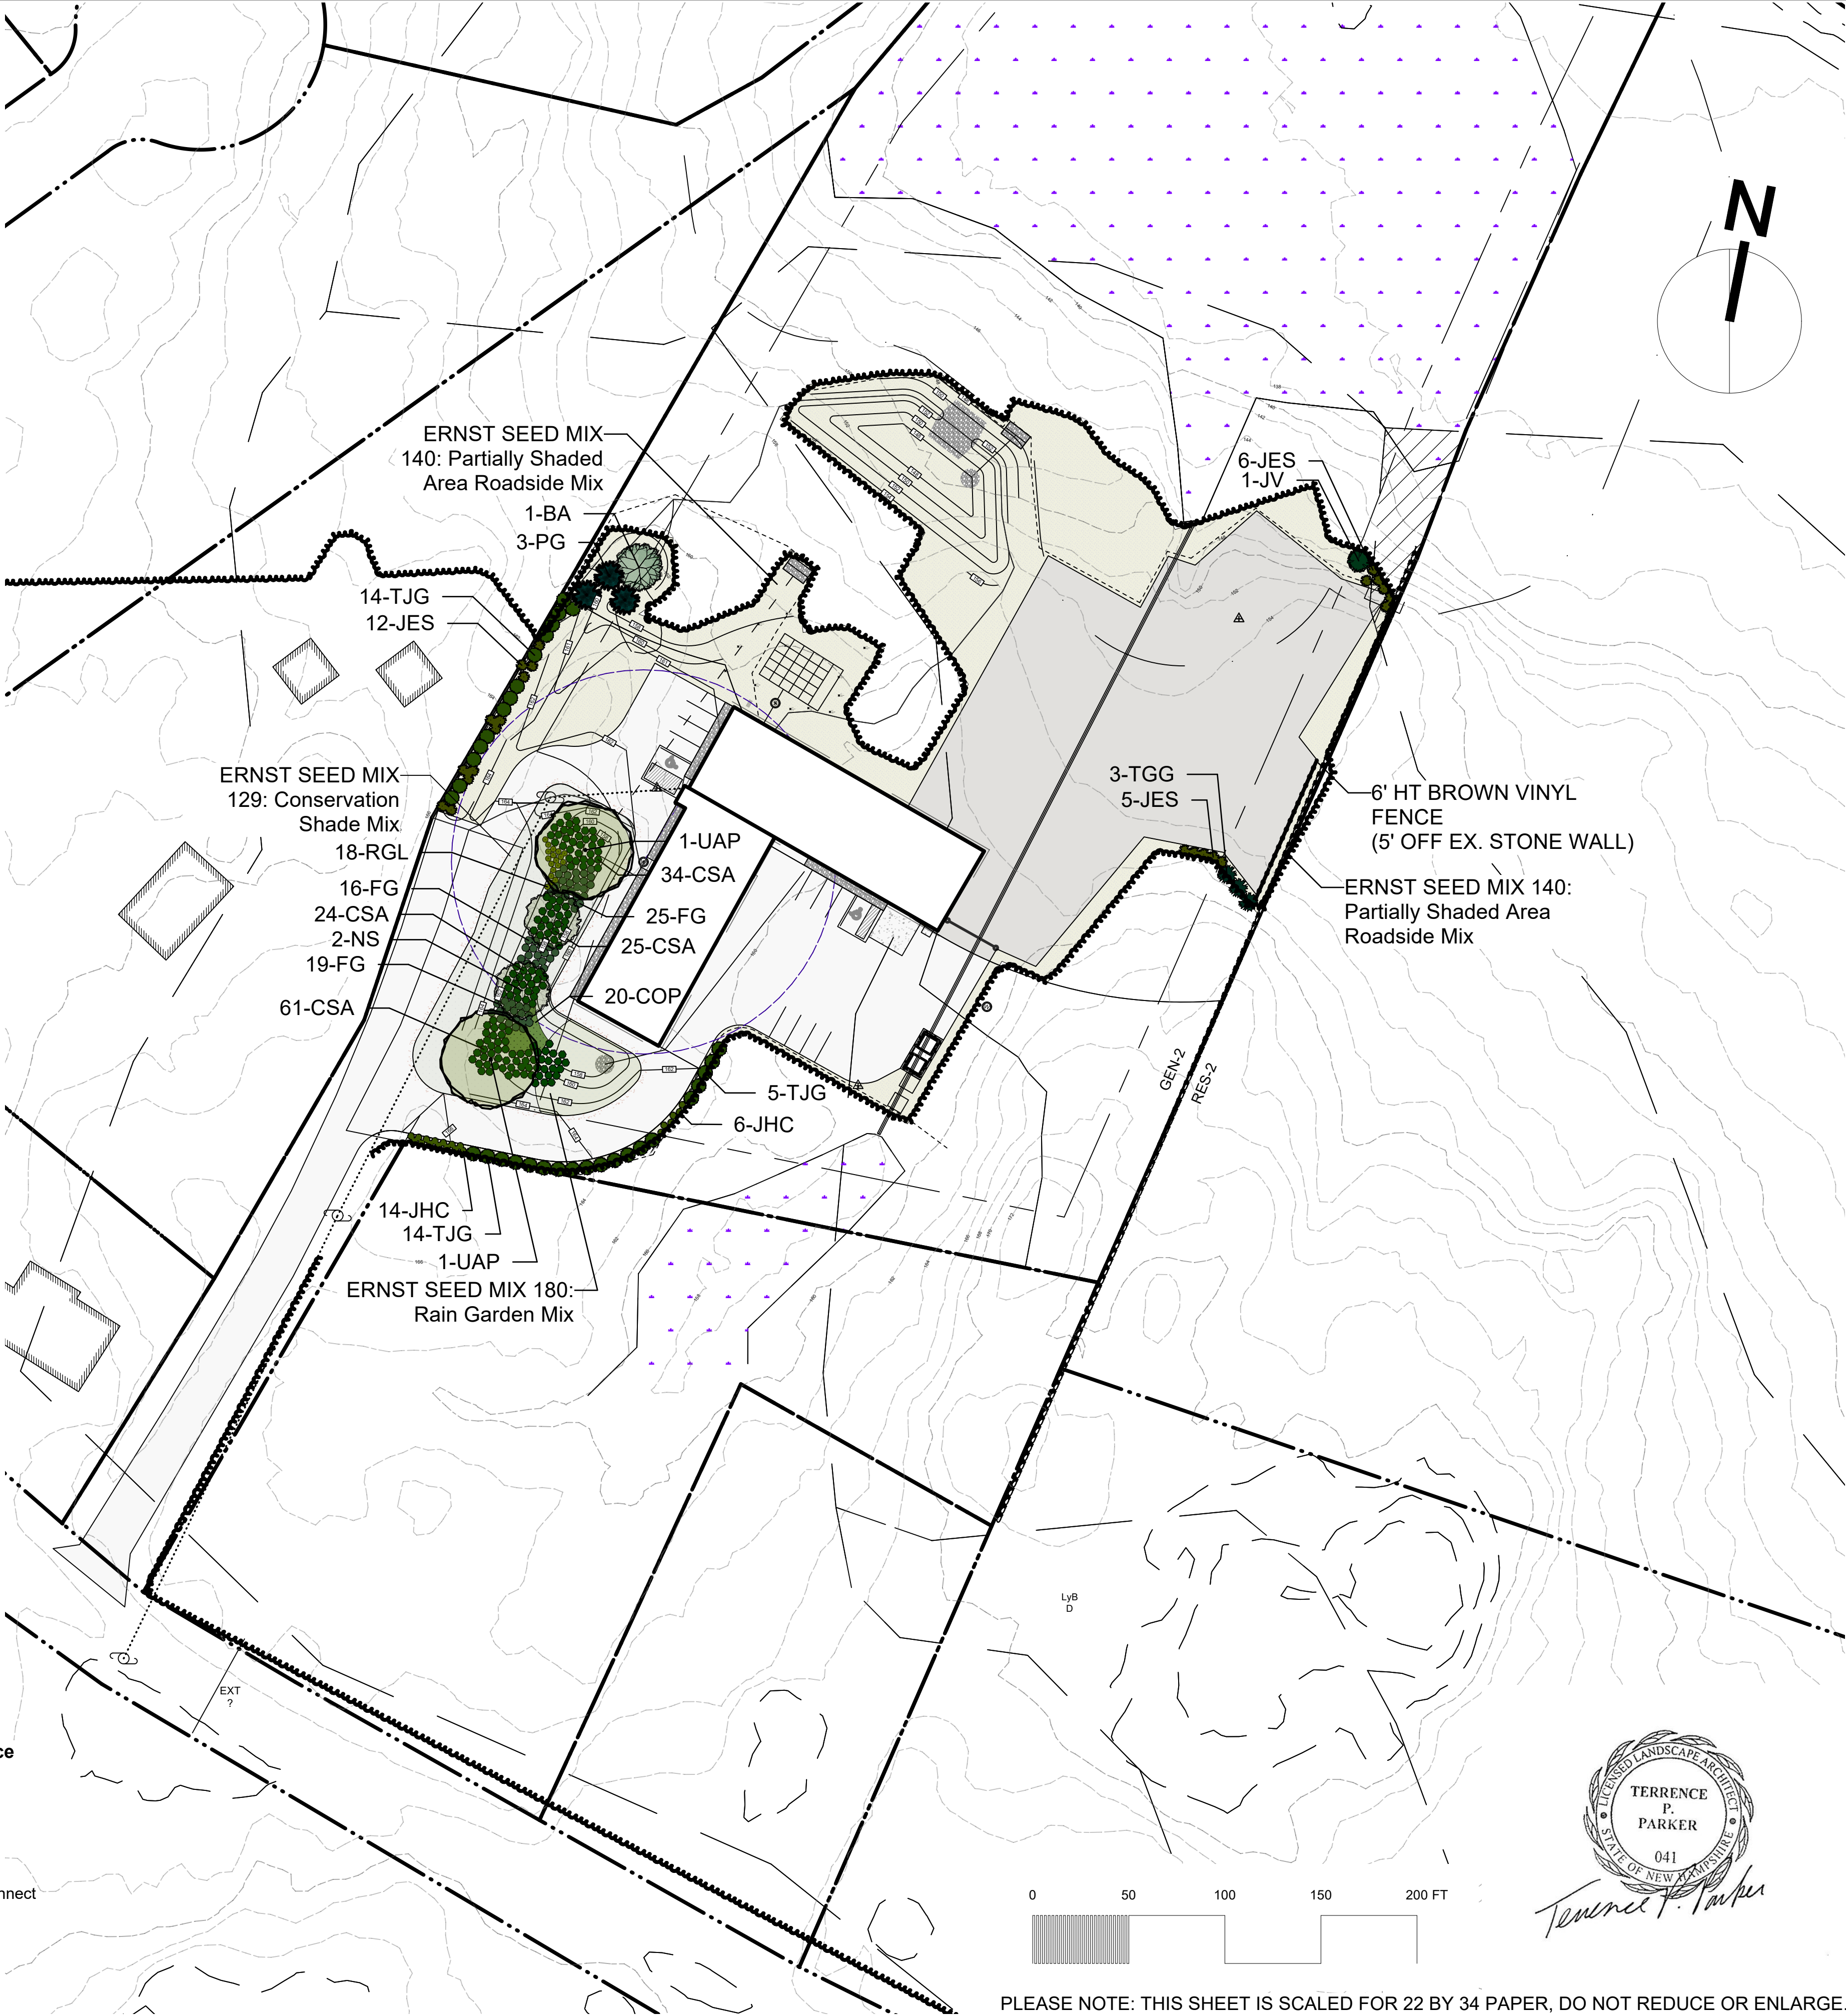 N
ERNST SEED MIX
140: Partially Shaded
Area Roadside Mix
1-BA
3-PG
6-JES
1-JV
14-TJG
12-JES
ERNST SEED MIX
129: Conservation
Shade Mix
18-RGL
16-FG
24-CSA
2-NS
19-FG
61-CSA
1-UAP
34-CSA
25-FG
25-CSA
20-COP
3-TGG
5-JES
6' HT BROWN VINYL
FENCE
(5' OFF EX. STONE WALL)
ERNST SEED MIX 140:
Partially Shaded Area
Roadside Mix
GEN-2
RES-2
5-TJG
6-JHC
14-JHC
14-TJG
1-UAP
ERNST SEED MIX 180:
Rain Garden Mix
LyB
D
EXT
?
ce
nnect
0 50 100 150 200 FT
LICENSED LANDSCAPE ARCHITECT
TERRENCE
P.
PARKER
041
STATE OF NEW HAMPSHIRE
Terrence P. Parker
PLEASE NOTE: THIS SHEET IS SCALED FOR 22 BY 34 PAPER, DO NOT REDUCE OR ENLARGE